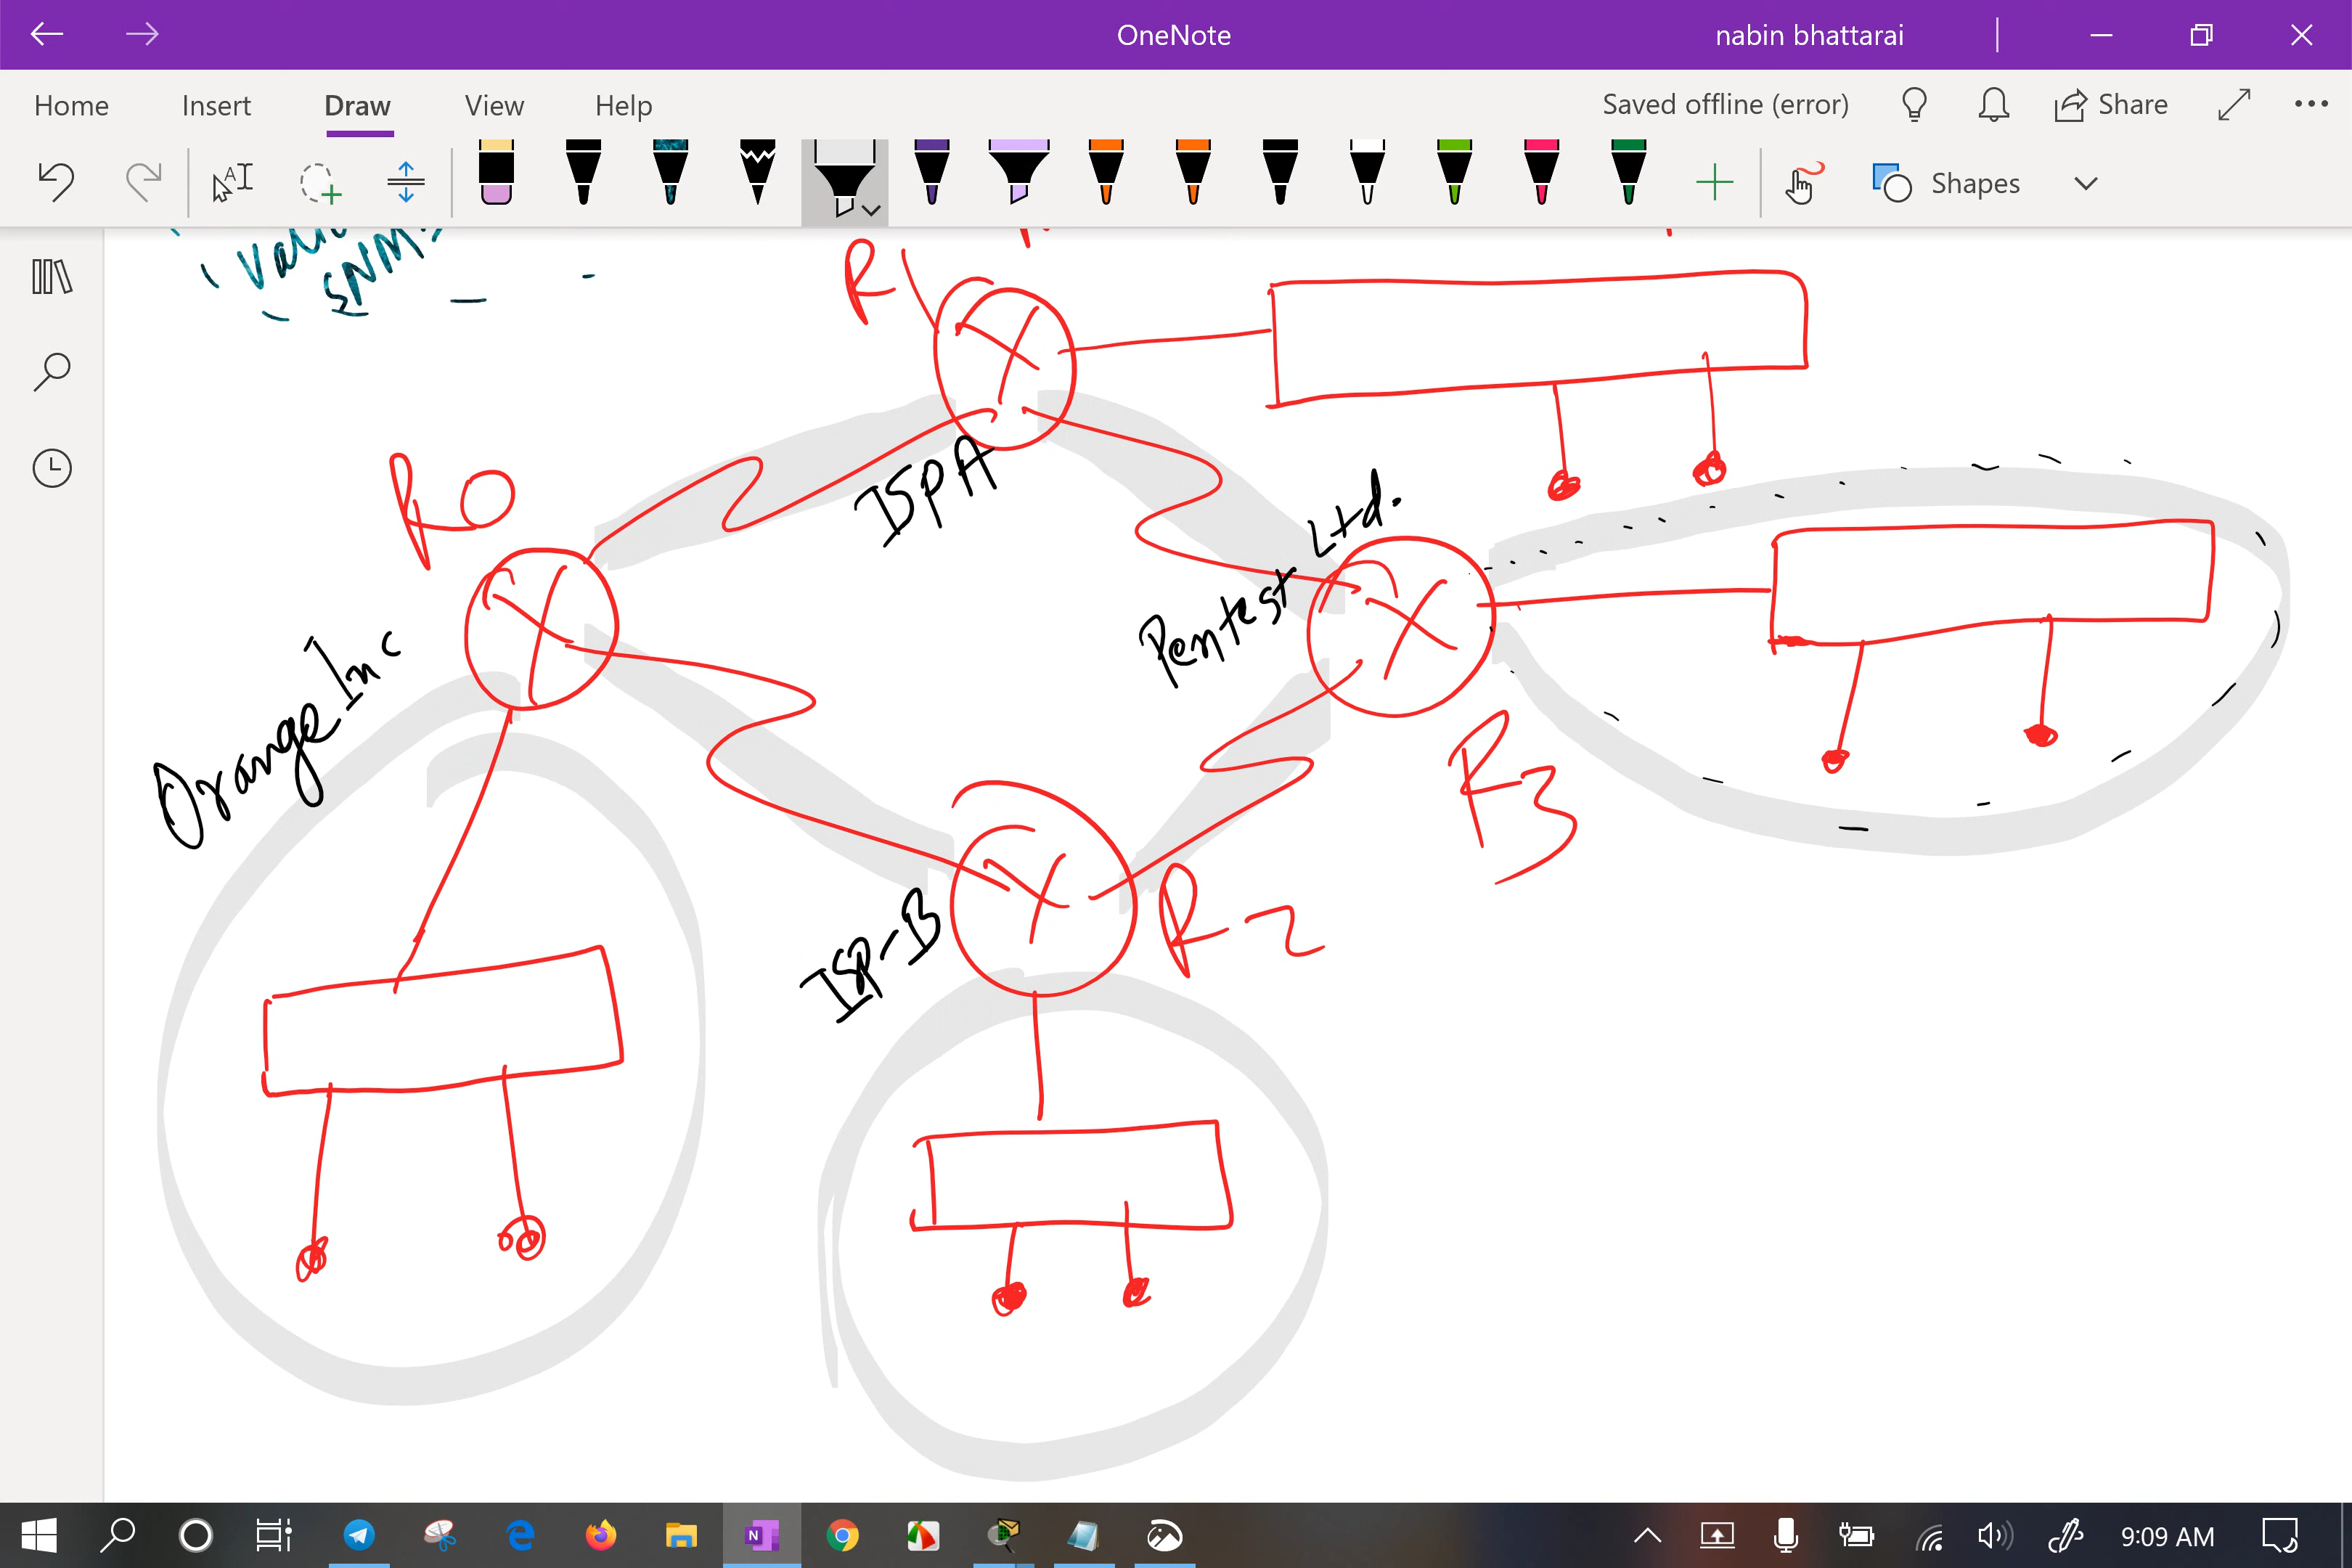 OneNote
nabin bhattarai
Home Insert Draw View Help
Saved offline (error)
Share
Shapes
R1
ISPA
R0
Pentest Ltd.
Orange Inc
R3
ISP-B
R2
9:09 AM